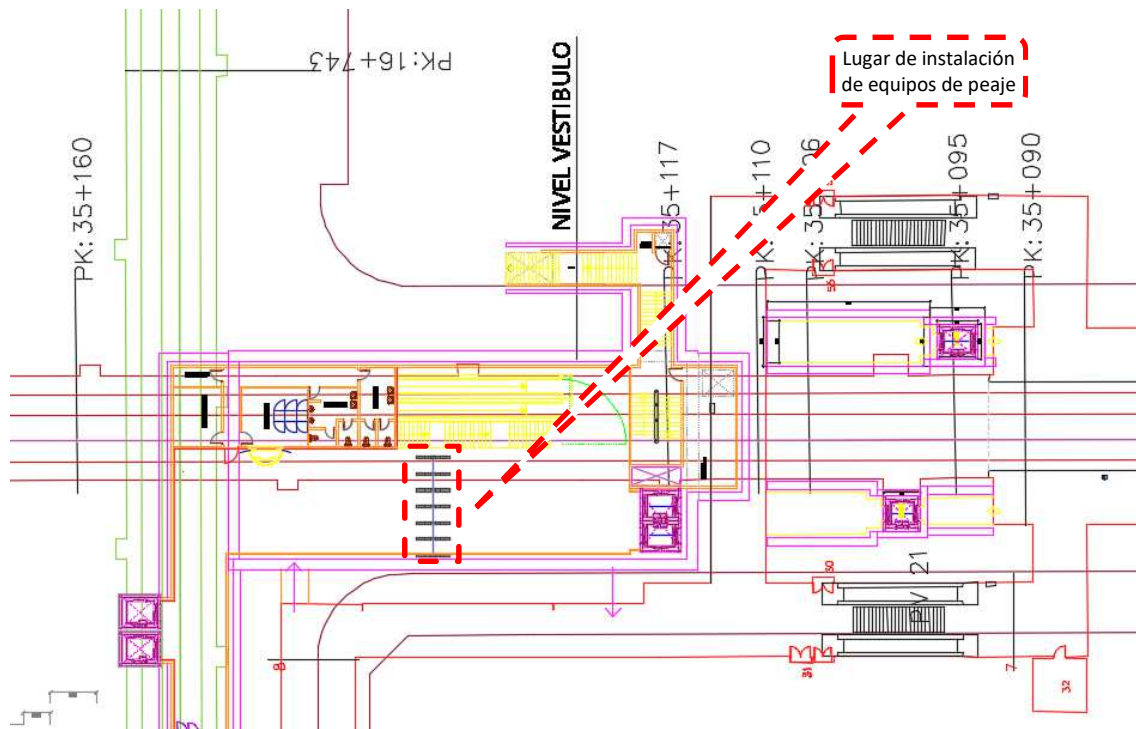 Lugar de instalación
de equipos de peaje
PK:16+743
NIVEL VESTIBULO
PK: 35+160
35+117
PK: 35+095
PK: 35+090
55
50
PV 21
8
31
7
32